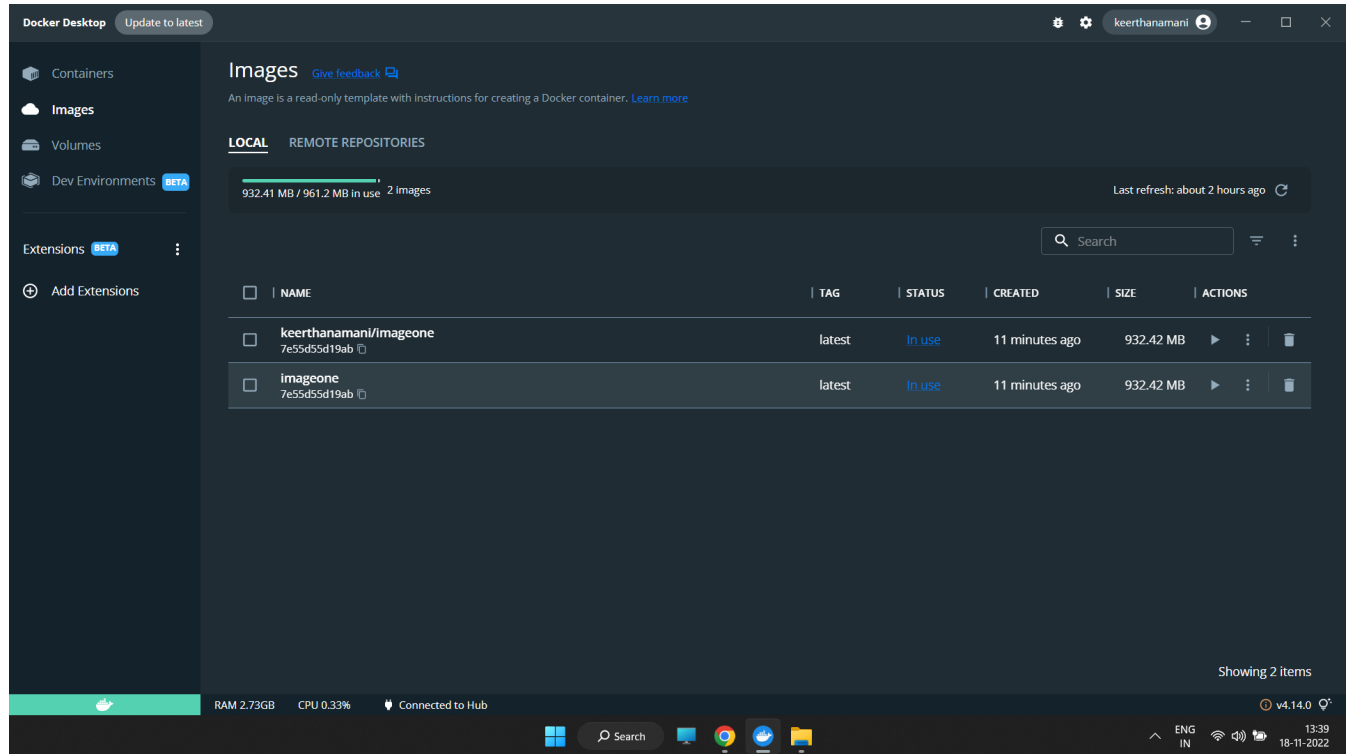 Docker Desktop Update to latest keerthanamani
Containers
Images
Volumes
Dev Environments BETA
Extensions BETA
Add Extensions
Images Give feedback
An image is a read-only template with instructions for creating a Docker container. Learn more
LOCAL REMOTE REPOSITORIES
932.41 MB / 961.2 MB in use 2 images Last refresh: about 2 hours ago
Search
NAME TAG STATUS CREATED SIZE ACTIONS
keerthanamani/imageone latest In use 11 minutes ago 932.42 MB
7e55d55d19ab
imageone latest In use 11 minutes ago 932.42 MB
7e55d55d19ab
Showing 2 items
RAM 2.73GB CPU 0.33% Connected to Hub v4.14.0
Search ENG 13:39
IN 18-11-2022